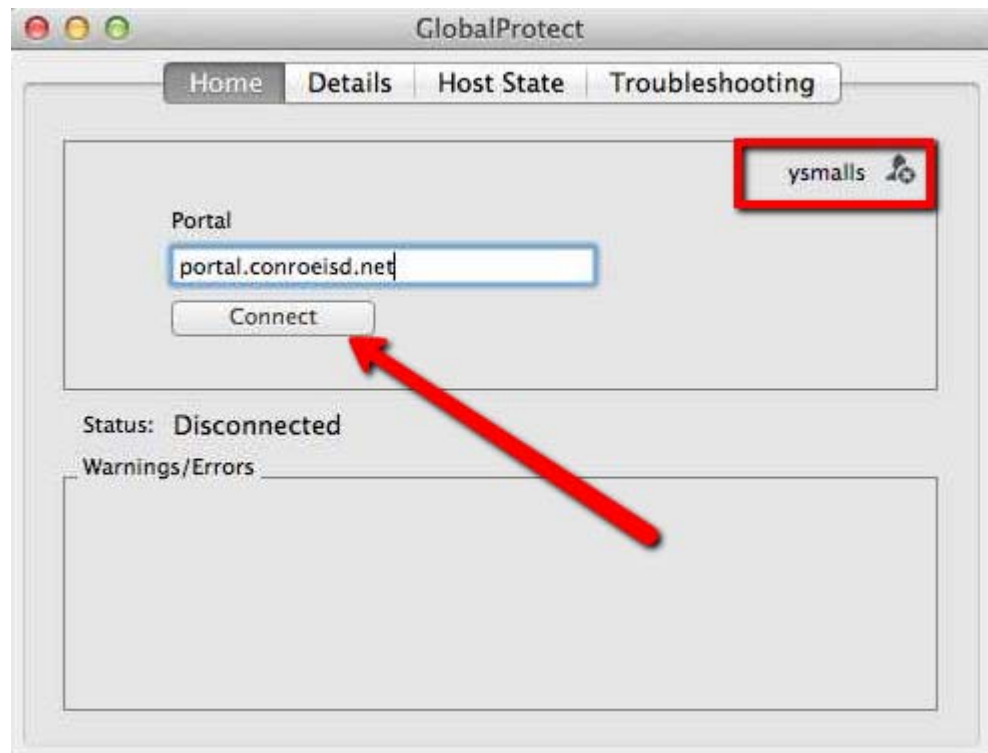 GlobalProtect
Home Details Host State Troubleshooting
ysmalls
Portal
portal.conroeisd.net
Connect
Status: Disconnected
Warnings/Errors